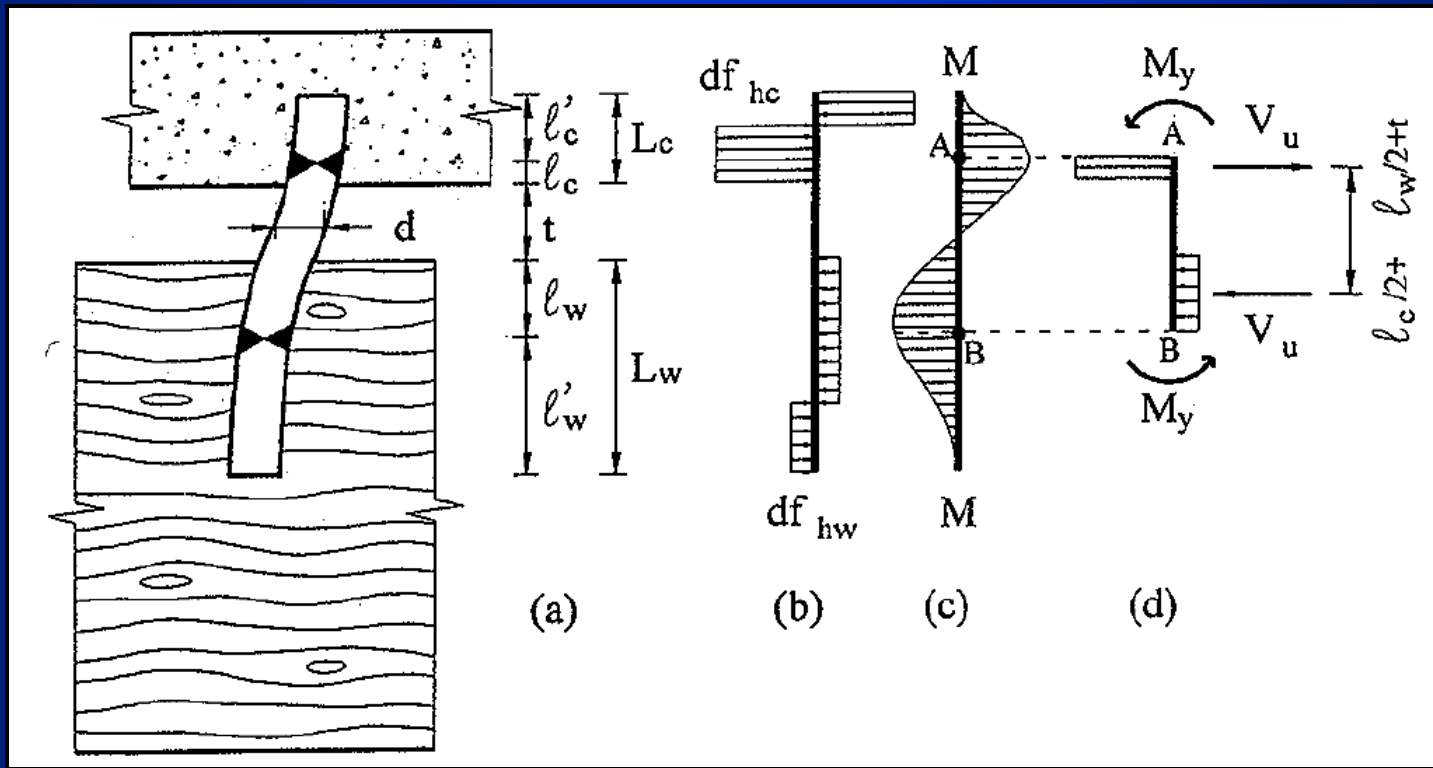 ℓ'c
ℓc
t
ℓw
ℓ'w
Lc
Lw
d
df hc
df hw
M
A
B
M
My
A
Vu
B
Vu
My
ℓc/2+ ℓw/2+t
(a)
(b)
(c)
(d)